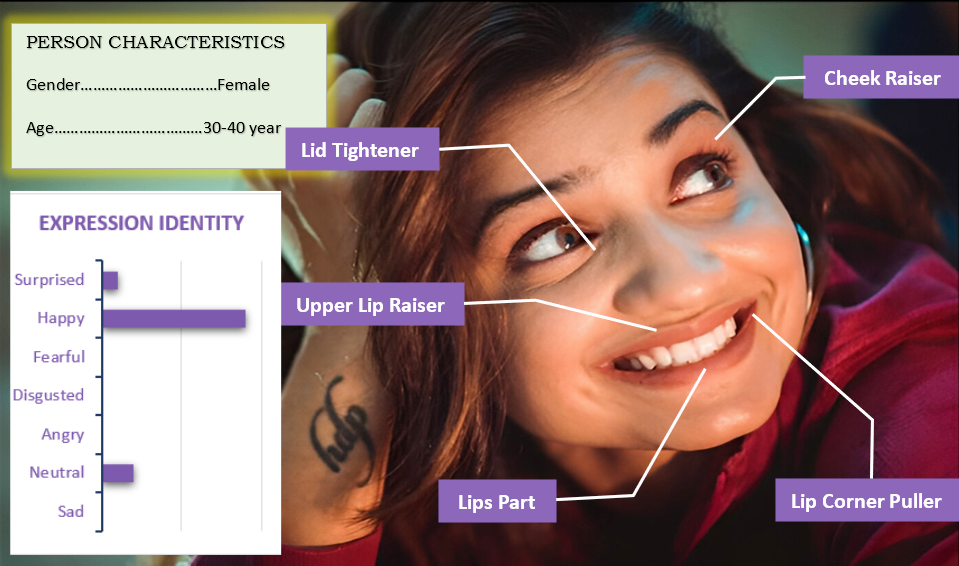 PERSON CHARACTERISTICS
Gender……………………………Female
Age………………………………30-40 year
Cheek Raiser
Lid Tightener
EXPRESSION IDENTITY
Surprised
Happy
Fearful
Disgusted
Angry
Neutral
Sad
Upper Lip Raiser
Lips Part
Lip Corner Puller